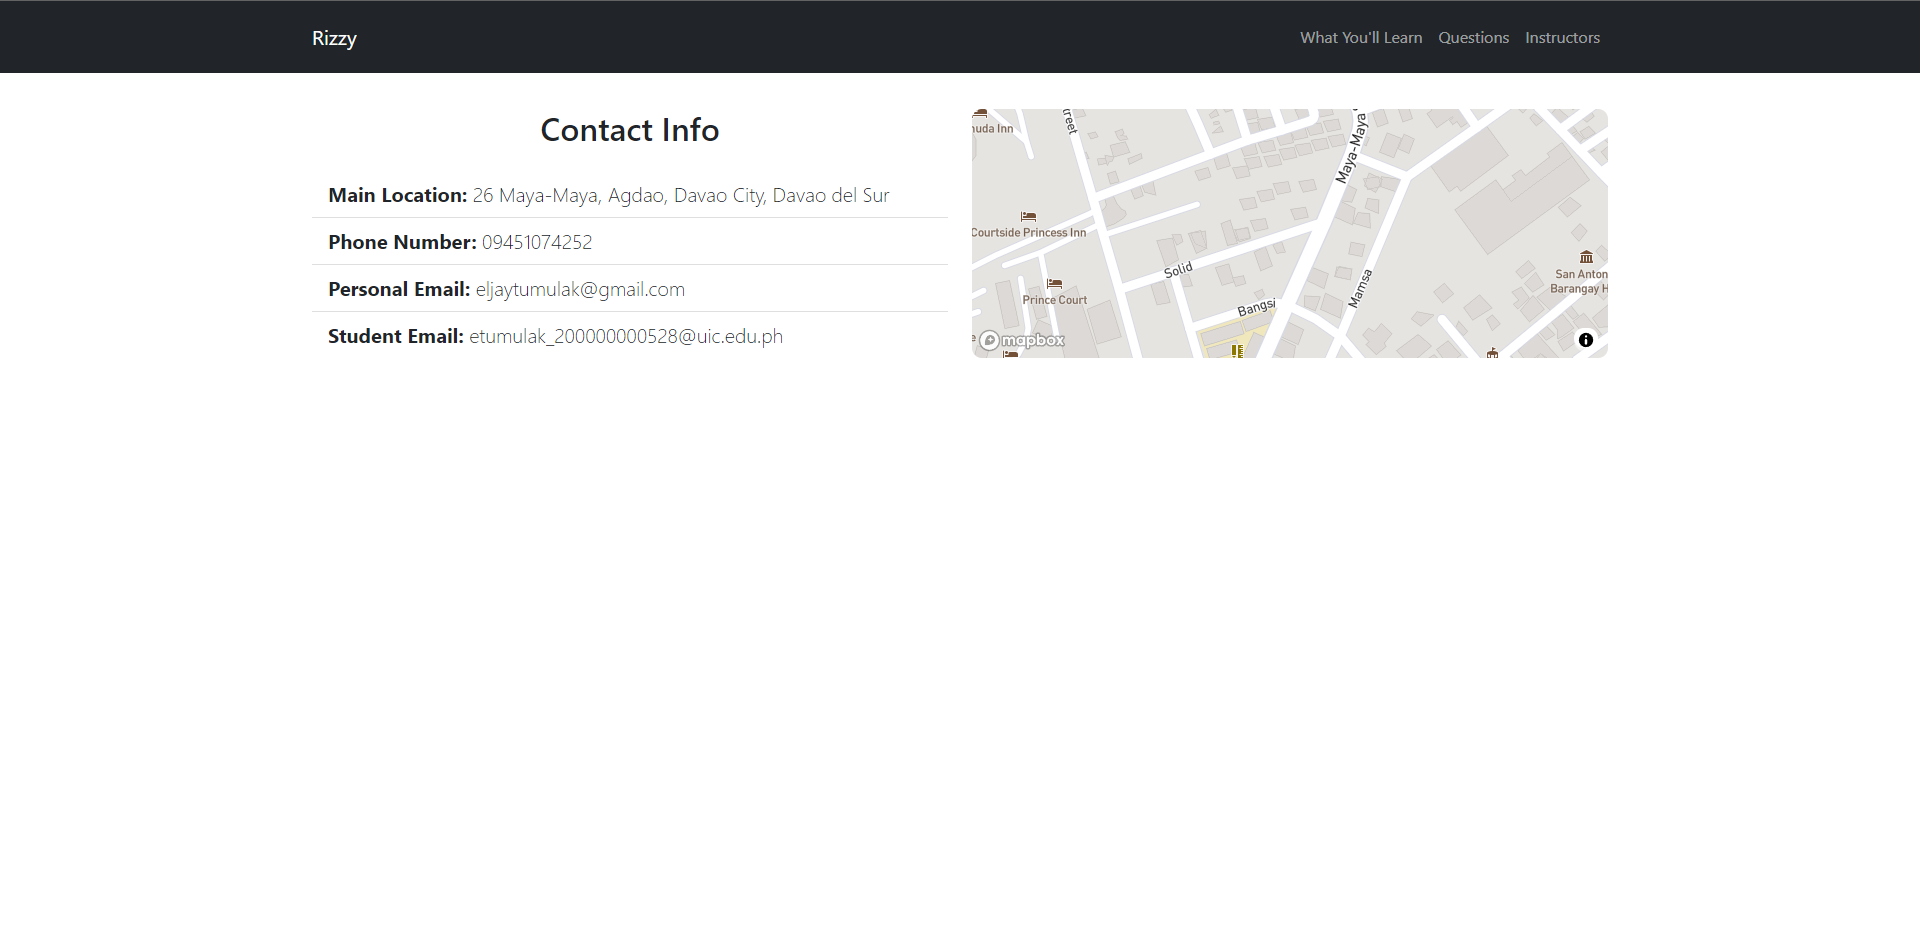 Rizzy
What You'll Learn Questions Instructors
Contact Info
Main Location: 26 Maya-Maya, Agdao, Davao City, Davao del Sur
Phone Number: 09451074252
Personal Email: eljaytumulak@gmail.com
Student Email: etumulak_200000000528@uic.edu.ph
Inn
Maya-Maya
Courtside Princess Inn
Solid
Prince Court
Bangsi
Mamsa
San Anton
Barangay H
mapbox